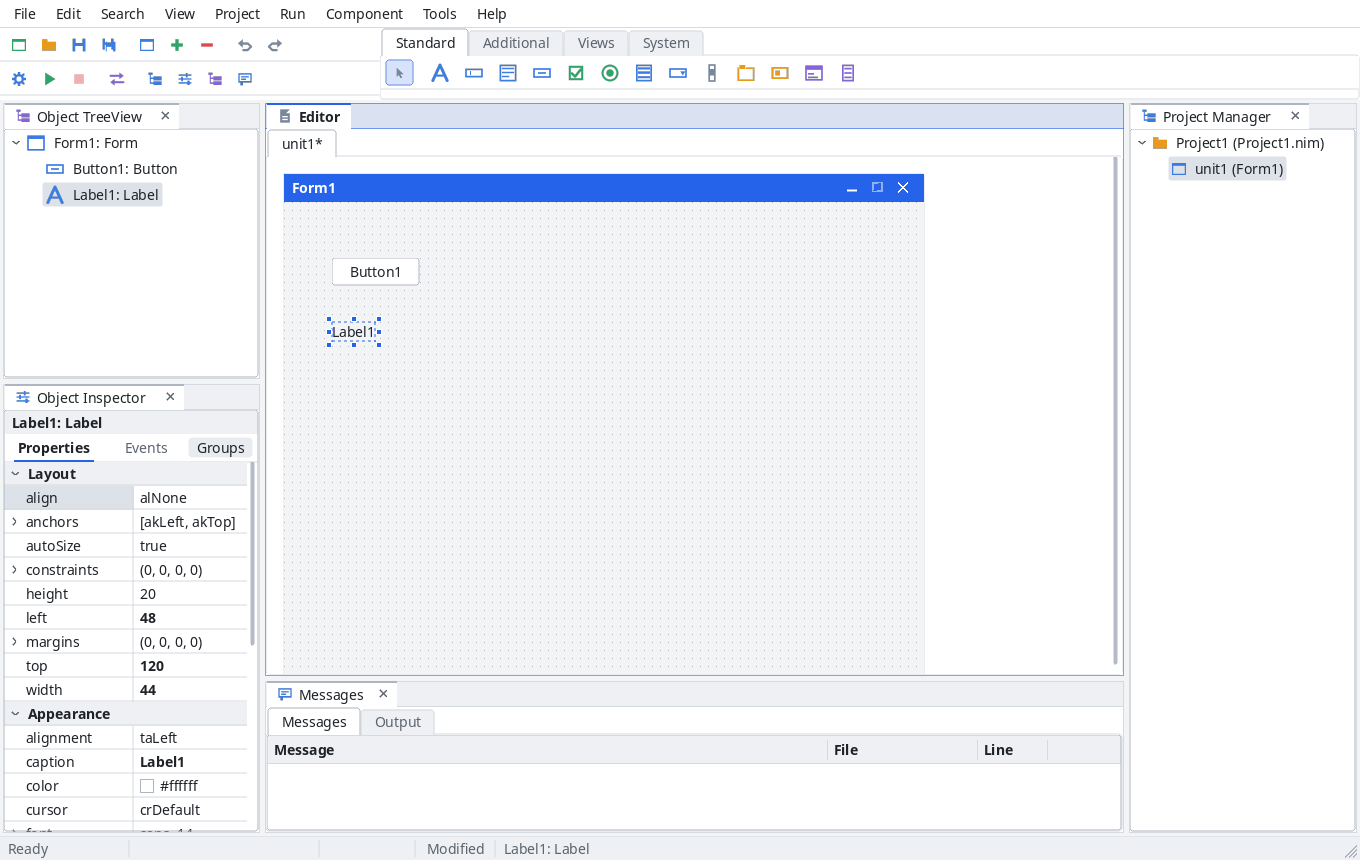 File Edit Search View Project Run Component Tools Help
Standard Additional Views System
Object TreeView
Form1: Form
Button1: Button
Label1: Label
Object Inspector
Label1: Label
Properties Events Groups
Layout
align alNone
anchors [akLeft, akTop]
autoSize true
constraints (0, 0, 0, 0)
height 20
left 48
margins (0, 0, 0, 0)
top 120
width 44
Appearance
alignment taLeft
caption Label1
color #ffffff
cursor crDefault
Editor
unit1*
Form1
Button1
Label1
Messages
Messages Output
Message File Line
Project Manager
Project1 (Project1.nim)
unit1 (Form1)
Ready Modified Label1: Label